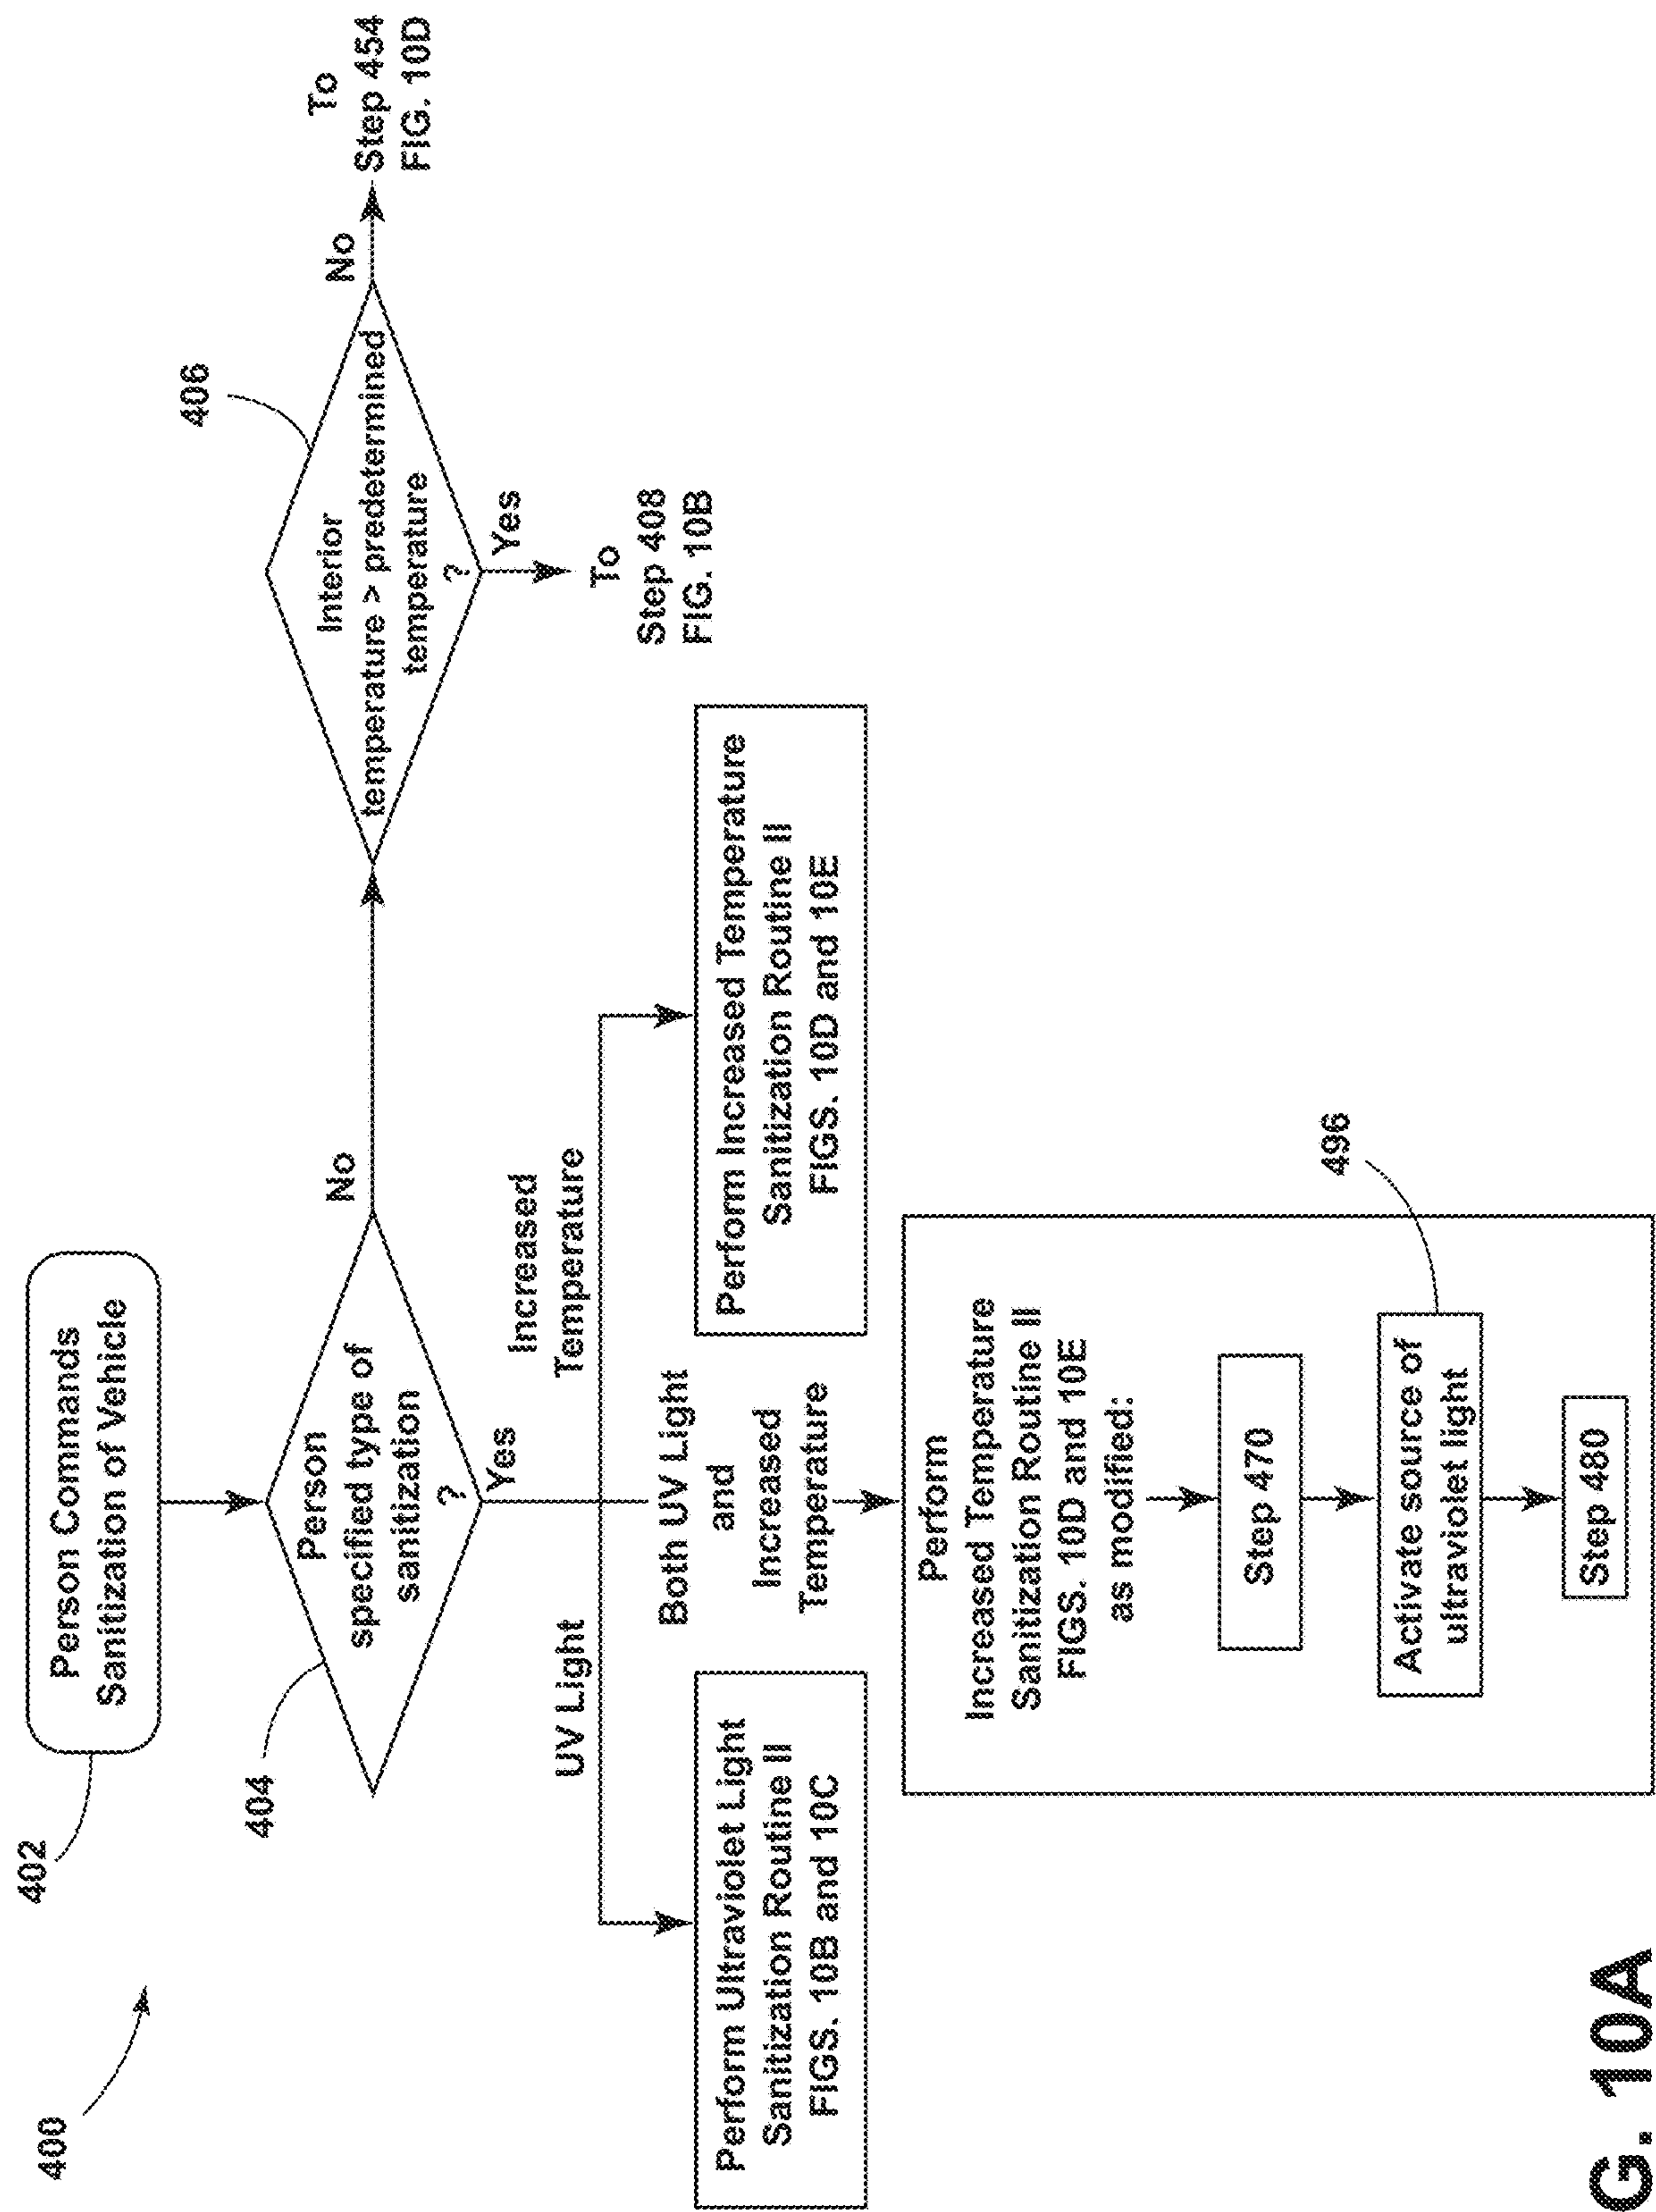 400
402
Person Commands
Sanitization of Vehicle
404
Person
specified type of
sanitization
?
No
Yes
406
Interior
temperature > predetermined
temperature
?
No
To
Step 454
FIG. 10D
Yes
To
Step 408
FIG. 10B
UV Light
Both UV Light
and
Increased
Temperature
Increased
Temperature
Perform Ultraviolet Light
Sanitization Routine II
FIGS. 10B and 10C
Perform Increased Temperature
Sanitization Routine II
FIGS. 10D and 10E
Perform
Increased Temperature
Sanitization Routine II
FIGS. 10D and 10E
as modified:
Step 470
496
Activate source of
ultraviolet light
Step 480
G. 10A